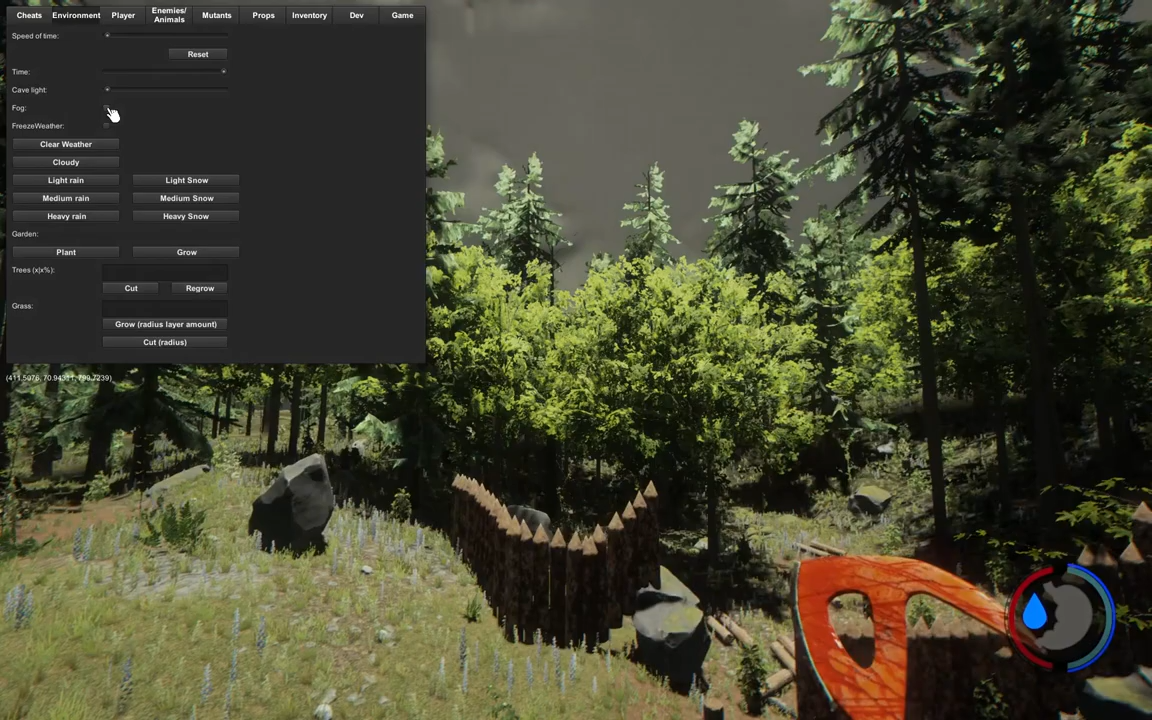 Cheats Environment Player Enemies/ Animals Mutants Props Inventory Dev Game
Speed of time:
Reset
Time:
Cave light:
Fog:
FreezeWeather:
Clear Weather
Cloudy
Light rain Light Snow
Medium rain Medium Snow
Heavy rain Heavy Snow
Garden:
Plant Grow
Trees (x|x%):
Cut Regrow
Grass:
Grow (radius layer amount)
Cut (radius)